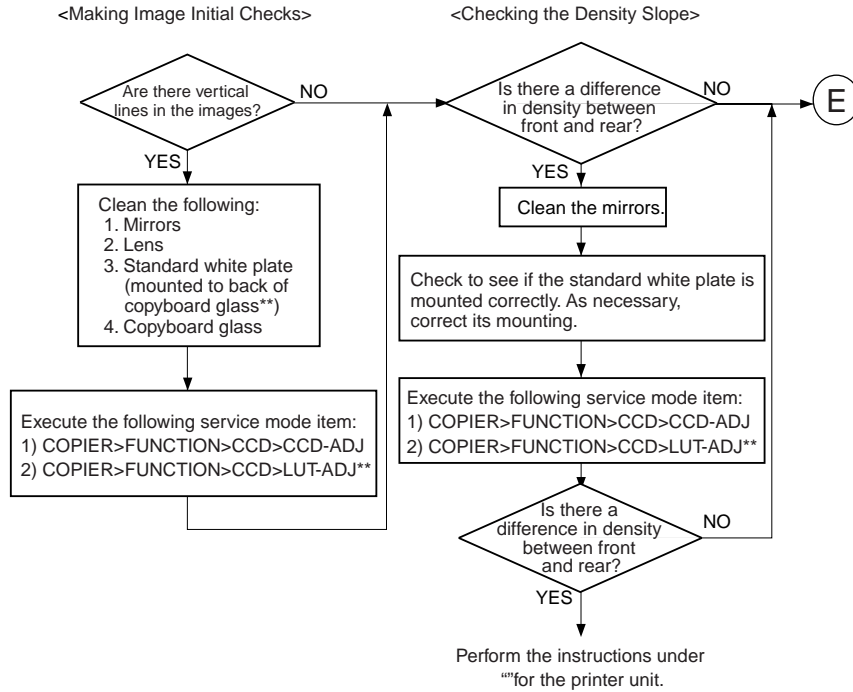 <Making Image Initial Checks>
Are there vertical
lines in the images?
NO
YES
Clean the following:
1. Mirrors
2. Lens
3. Standard white plate
(mounted to back of
copyboard glass**)
4. Copyboard glass
Execute the following service mode item:
1) COPIER>FUNCTION>CCD>CCD-ADJ
2) COPIER>FUNCTION>CCD>LUT-ADJ**
<Checking the Density Slope>
Is there a difference
in density between
front and rear?
NO
E
YES
Clean the mirrors.
Check to see if the standard white plate is
mounted correctly. As necessary,
correct its mounting.
Execute the following service mode item:
1) COPIER>FUNCTION>CCD>CCD-ADJ
2) COPIER>FUNCTION>CCD>LUT-ADJ**
Is there a
difference in density
between front
and rear?
NO
YES
Perform the instructions under
“”for the printer unit.